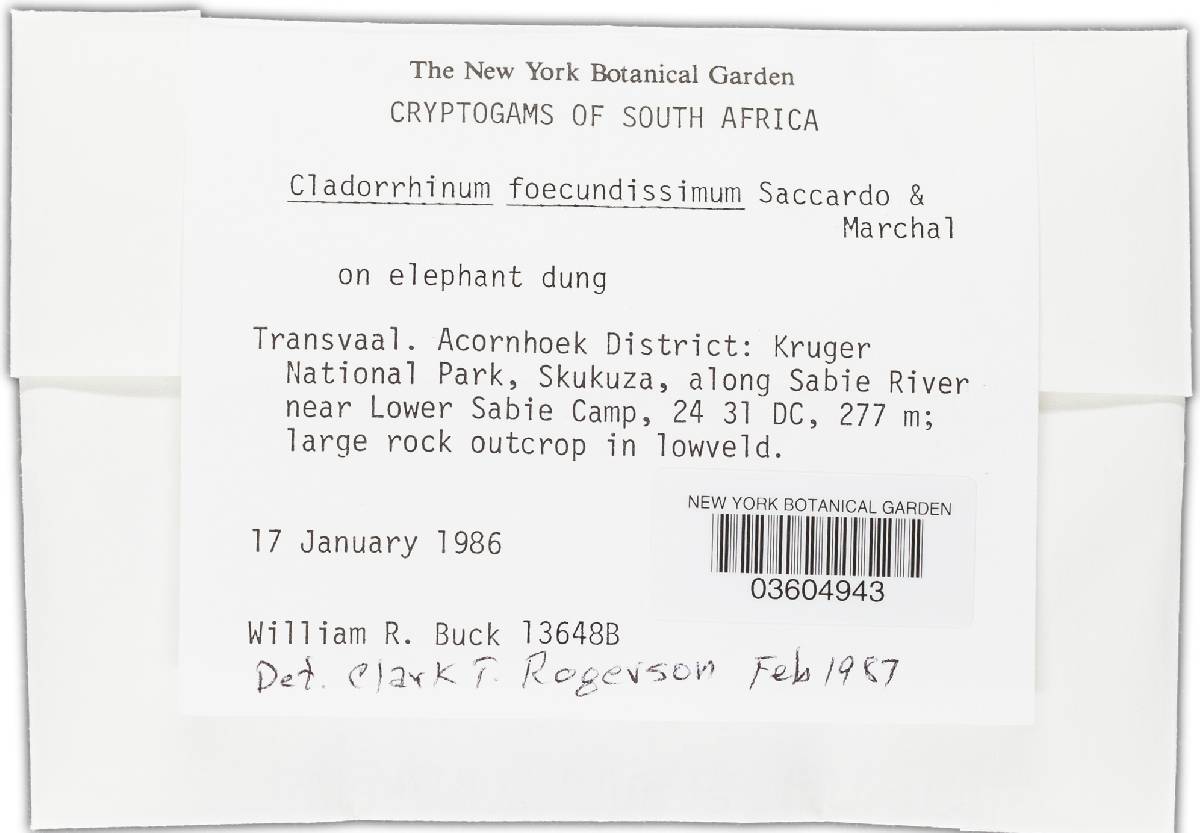 The New York Botanical Garden
CRYPTOGAMS OF SOUTH AFRICA
Cladorrhinum foecundissimum Saccardo &
Marchal
on elephant dung
Transvaal. Acornhoek District: Kruger
National Park, Skukuza, along Sabie River
near Lower Sabie Camp, 24 31 DC, 277 m;
large rock outcrop in lowveld.
NEW YORK BOTANICAL GARDEN
03604943
17 January 1986
William R. Buck 13648B
Det. Clark T. Rogerson Feb 1987